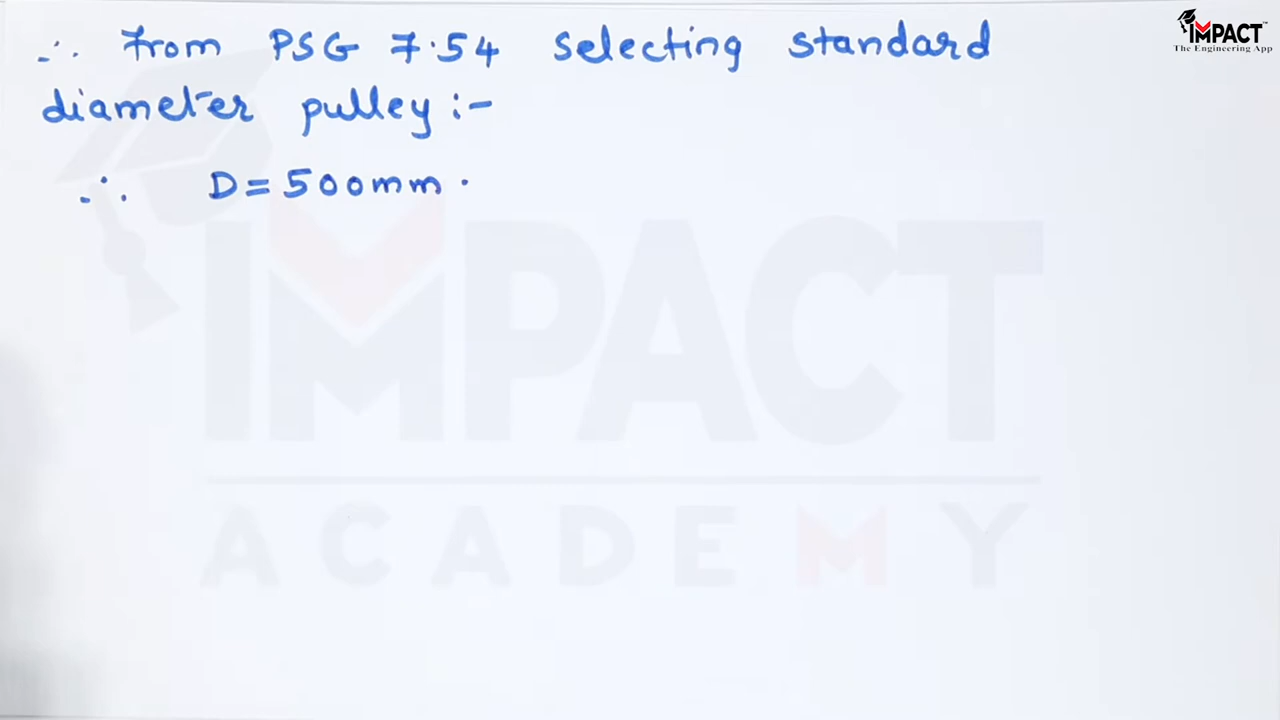 ∴ From PSG 7.54 selecting standard
diameter pulley :-
∴ D = 500mm.
IMPACT
The Engineering App
IMPACT
ACADEMY